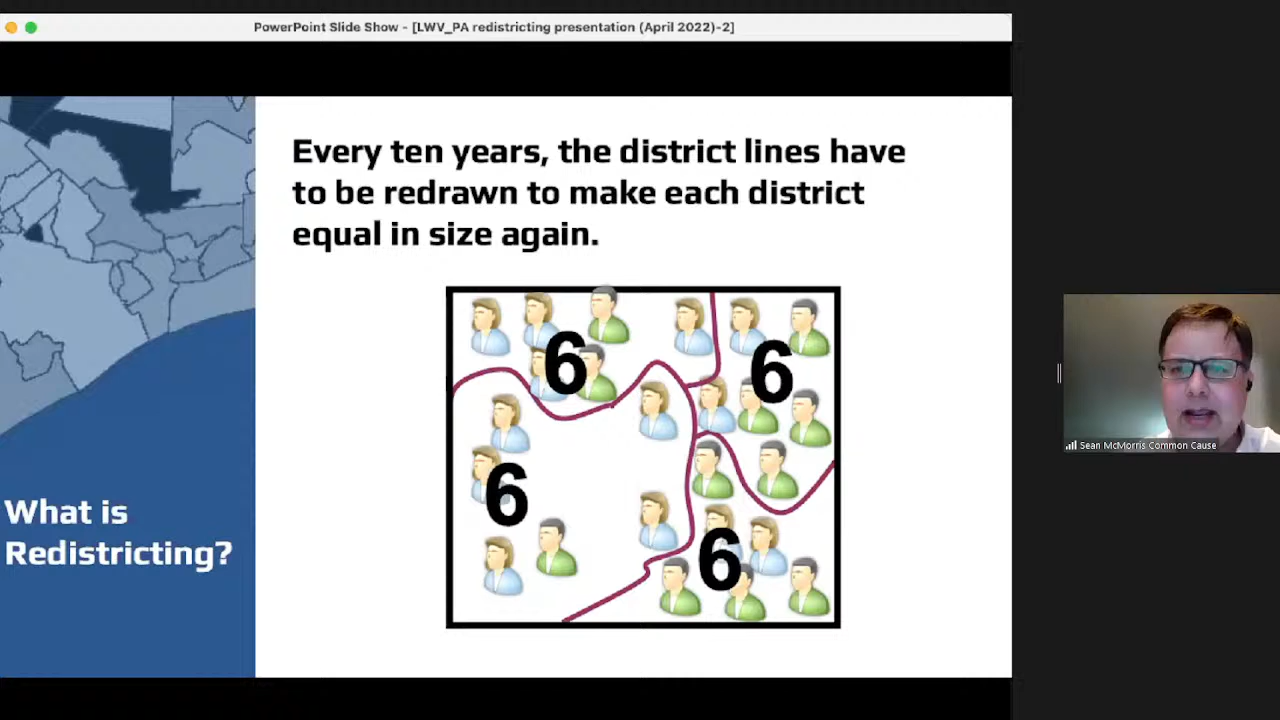 PowerPoint Slide Show - [LWV_PA redistricting presentation (April 2022)-2]
Every ten years, the district lines have
to be redrawn to make each district
equal in size again.
6
6
6
6
What is
Redistricting?
Sean McMorris Common Cause